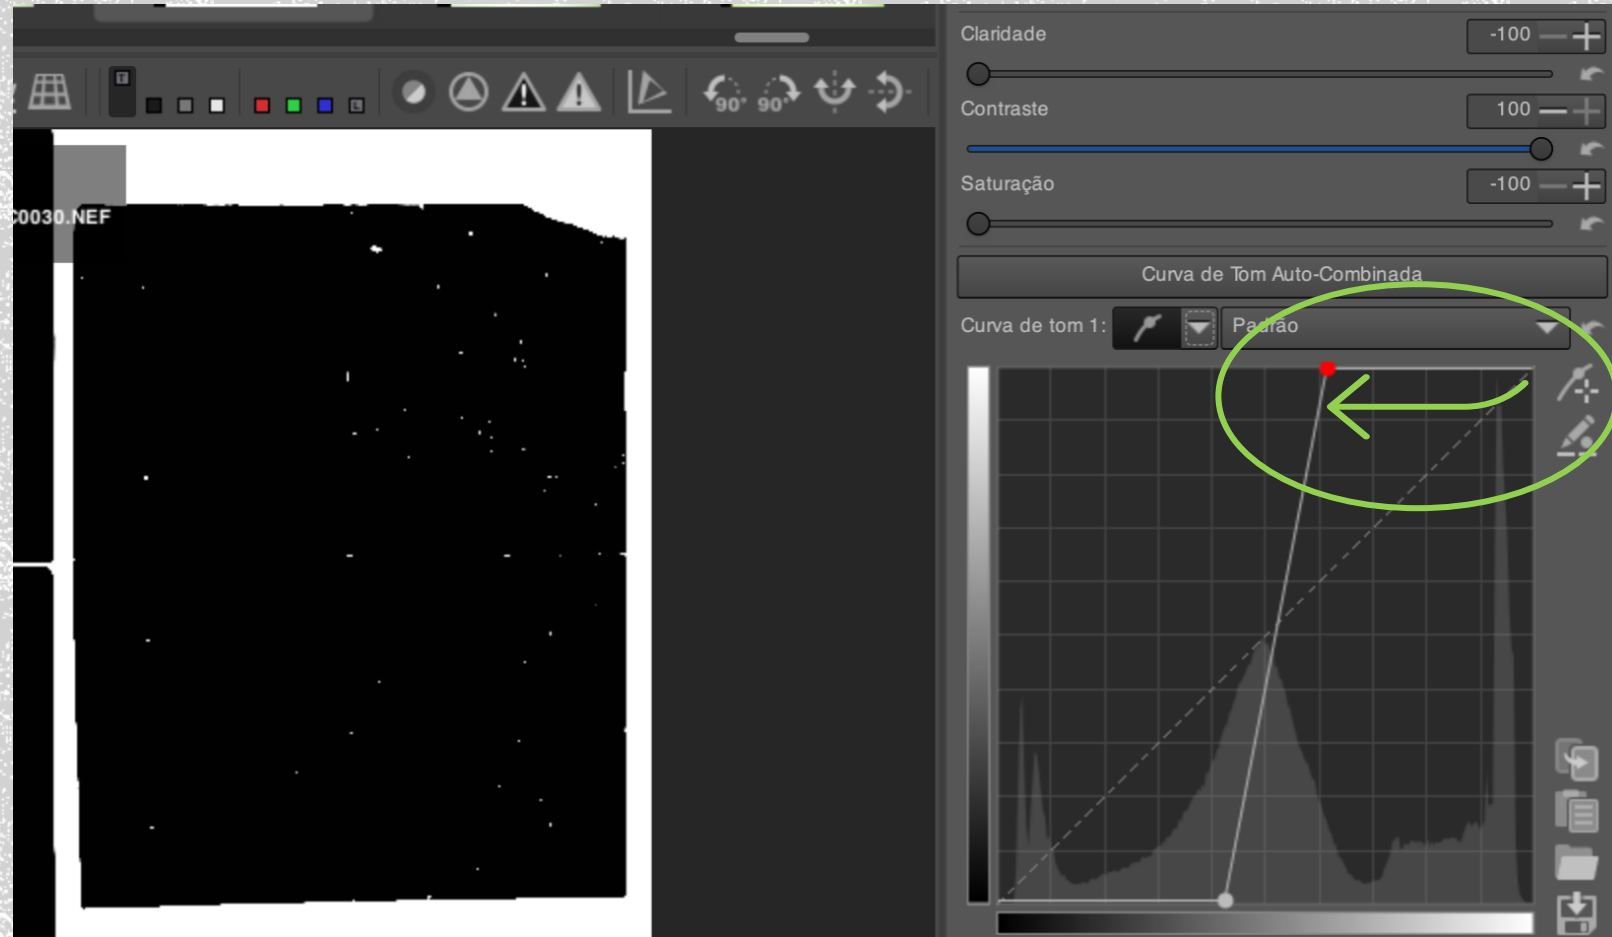 Claridade
-100
Contraste
100
Saturação
-100
Curva de Tom Auto-Combinada
Curva de tom 1:
Padrão
T
L
90°
90°
C0030.NEF